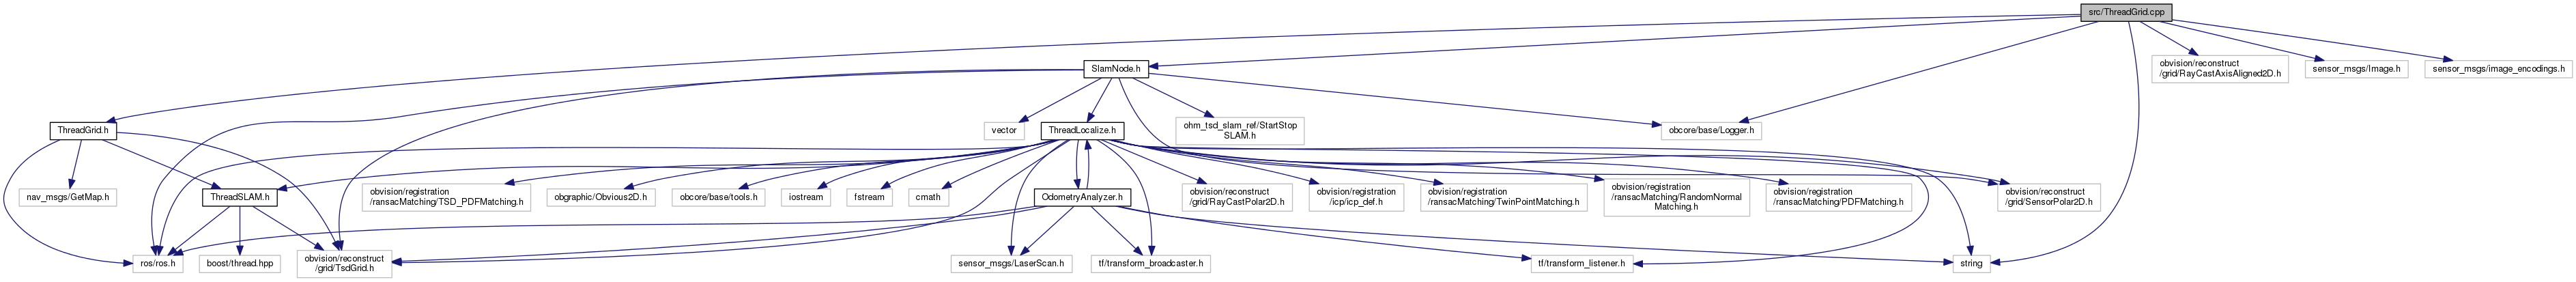 src/ThreadGrid.cpp
SlamNode.h
obvision/reconstruct
/grid/RayCastAxisAligned2D.h
sensor_msgs/Image.h
sensor_msgs/image_encodings.h
ThreadGrid.h
vector
ThreadLocalize.h
ohm_tsd_slam_ref/StartStop
SLAM.h
obcore/base/Logger.h
nav_msgs/GetMap.h
ThreadSLAM.h
obvision/registration
/ransacMatching/TSD_PDFMatching.h
obgraphic/Obvious2D.h
obcore/base/tools.h
iostream
fstream
cmath
OdometryAnalyzer.h
obvision/reconstruct
/grid/RayCastPolar2D.h
obvision/registration
/icp/icp_def.h
obvision/registration
/ransacMatching/TwinPointMatching.h
obvision/registration
/ransacMatching/RandomNormal
Matching.h
obvision/registration
/ransacMatching/PDFMatching.h
obvision/reconstruct
/grid/SensorPolar2D.h
ros/ros.h
boost/thread.hpp
obvision/reconstruct
/grid/TsdGrid.h
sensor_msgs/LaserScan.h
tf/transform_broadcaster.h
tf/transform_listener.h
string